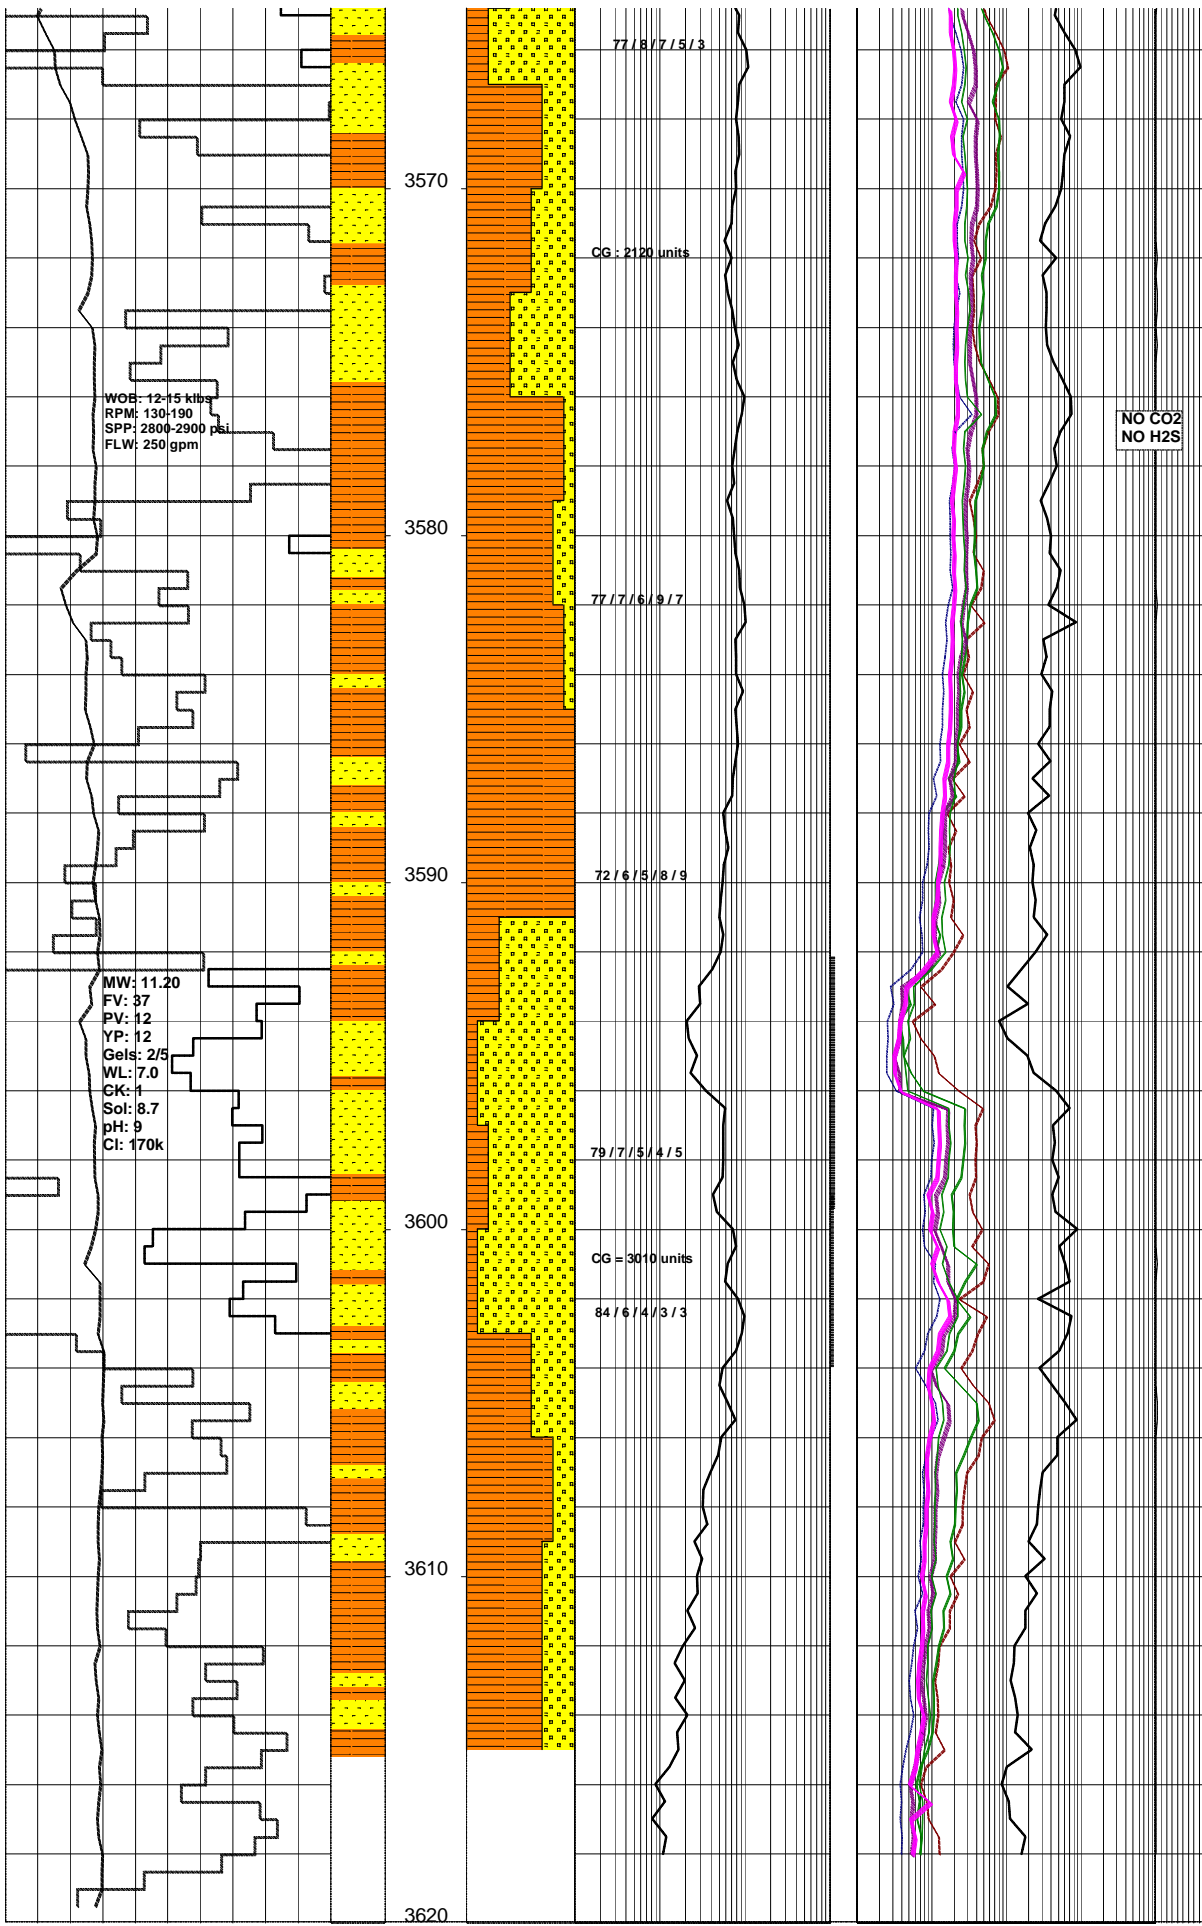 77 / 8 / 7 / 5 / 3
3570
CG : 2120 units
WOB: 12-15 klbs
RPM: 130-190
SPP: 2800-2900 psi
FLW: 250 gpm
NO CO2
NO H2S
3580
77 / 7 / 6 / 9 / 7
3590
72 / 6 / 5 / 8 / 9
MW: 11.20
FV: 37
PV: 12
YP: 12
Gels: 2/5
WL: 7.0
CK: 1
Sol: 8.7
pH: 9
Cl: 170k
79 / 7 / 5 / 4 / 5
3600
CG = 3010 units
84 / 6 / 4 / 3 / 3
3610
3620